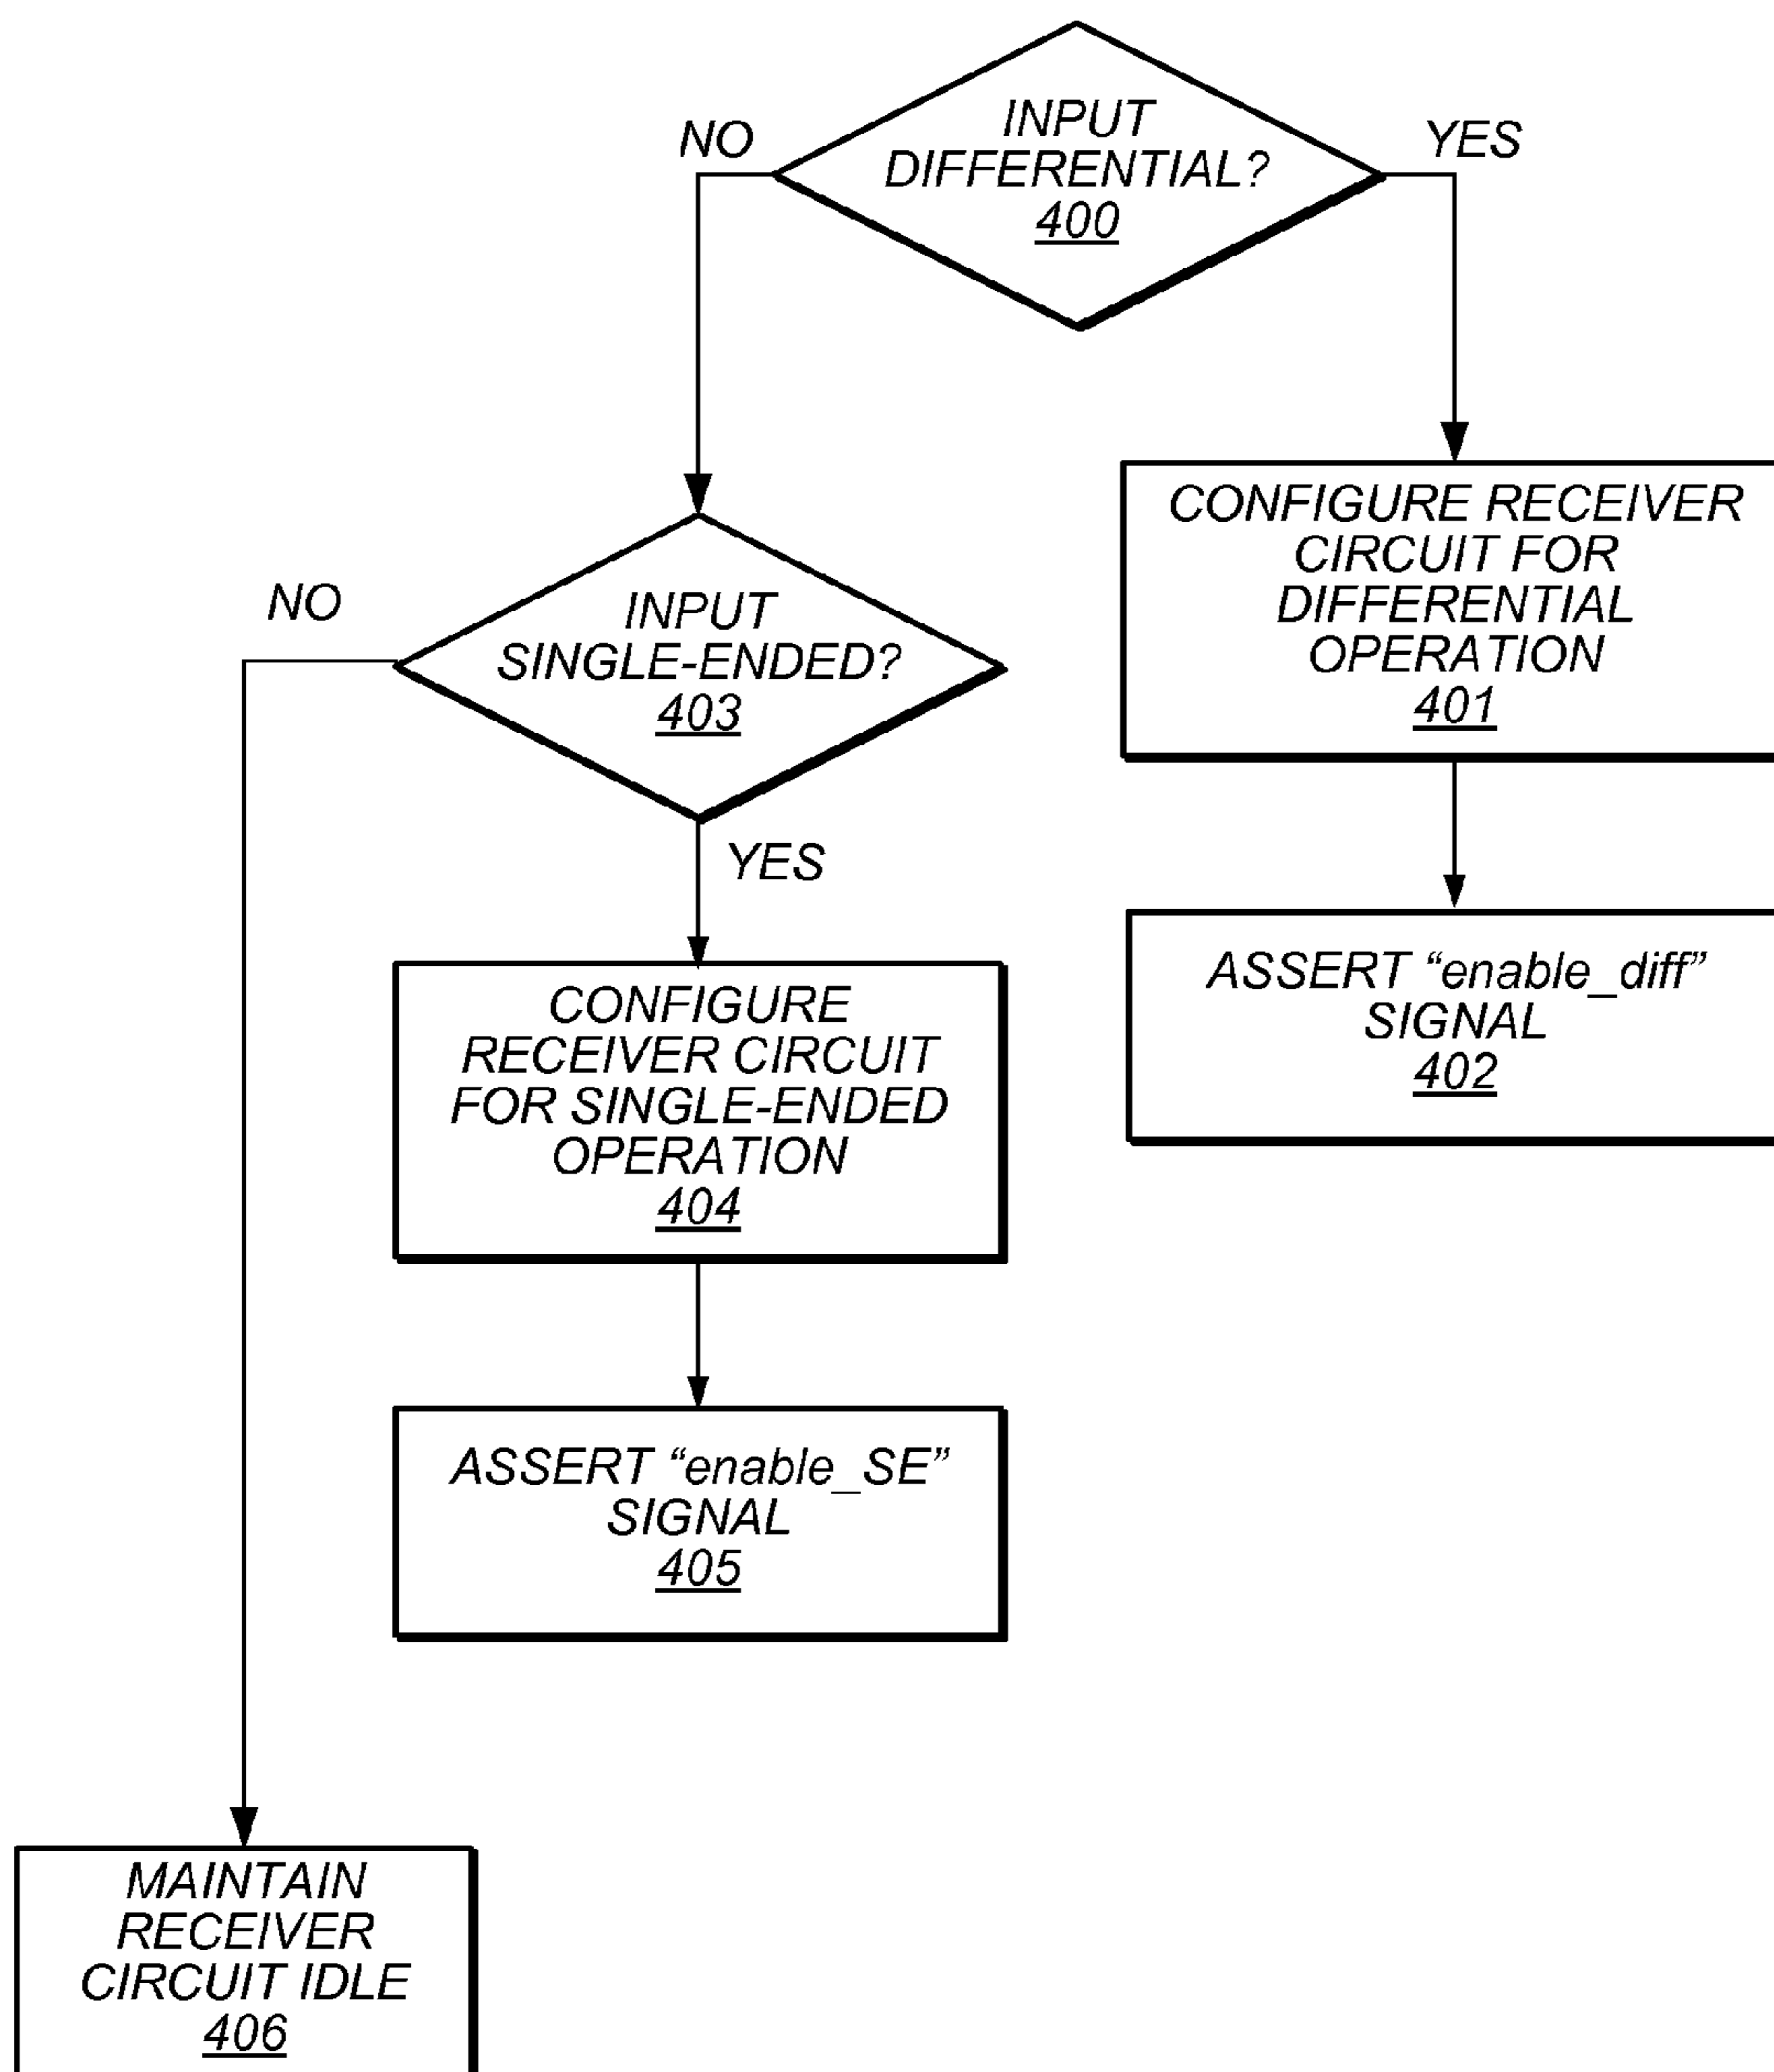 INPUT
DIFFERENTIAL?
400
NO
YES
CONFIGURE RECEIVER
CIRCUIT FOR
DIFFERENTIAL
OPERATION
401
INPUT
SINGLE-ENDED?
403
NO
YES
ASSERT “enable_diff”
SIGNAL
402
CONFIGURE
RECEIVER CIRCUIT
FOR SINGLE-ENDED
OPERATION
404
ASSERT “enable_SE”
SIGNAL
405
MAINTAIN
RECEIVER
CIRCUIT IDLE
406